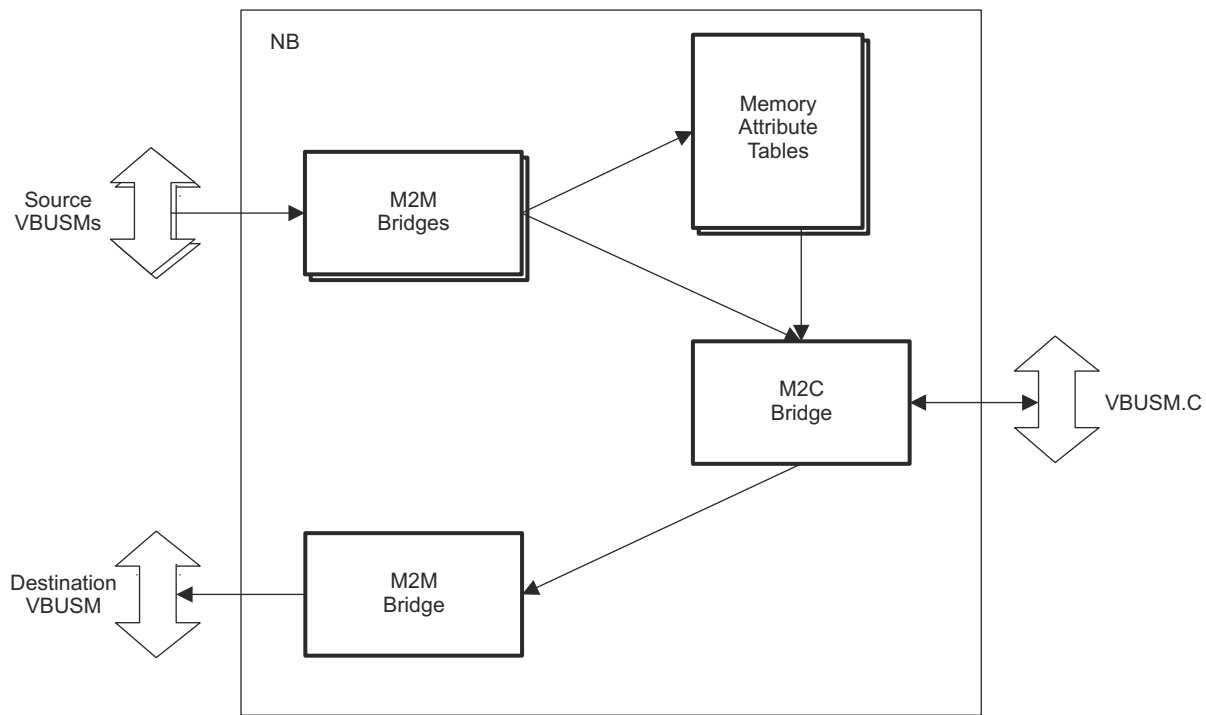 NB
Memory
Attribute
Tables
Source
VBUSMs
M2M
Bridges
M2C
Bridge
VBUSM.C
Destination
VBUSM
M2M
Bridge